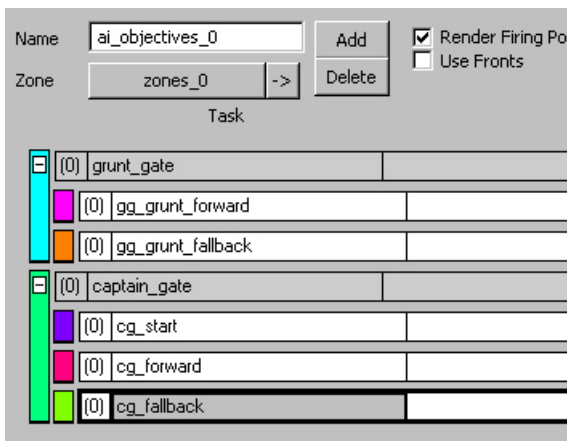 Name ai_objectives_0 Add Render Firing Po
Use Fronts
Zone zones_0 -> Delete
Task
(0) grunt_gate
(0) gg_grunt_forward
(0) gg_grunt_fallback
(0) captain_gate
(0) cg_start
(0) cg_forward
(0) cg_fallback